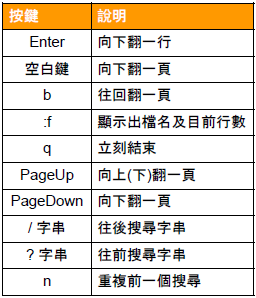 按鍵 說明
Enter 向下翻一行
空白鍵 向下翻一頁
b 往回翻一頁
:f 顯示出檔名及目前行數
q 立刻結束
PageUp 向上(下)翻一頁
PageDown 向下翻一頁
/ 字串 往後搜尋字串
? 字串 往前搜尋字串
n 重複前一個搜尋